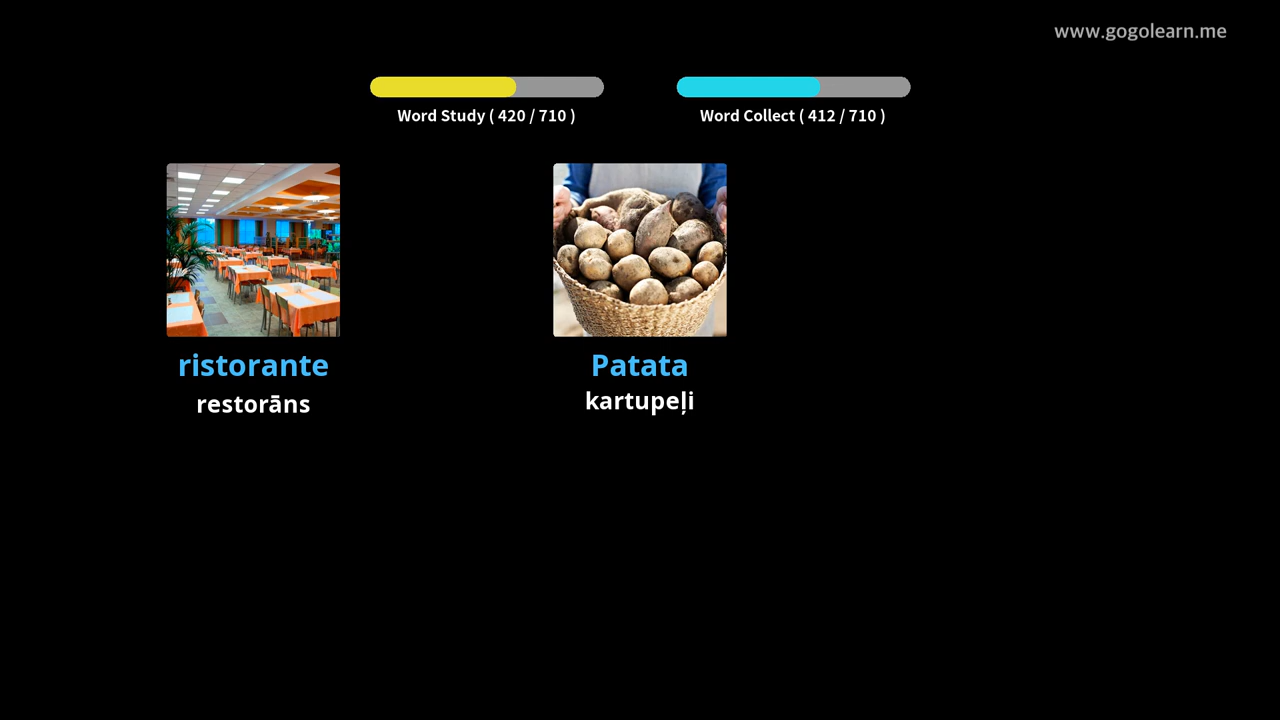 www.gogolearn.me
Word Study ( 420 / 710 )
Word Collect ( 412 / 710 )
ristorante
restorāns
Patata
kartupeļi